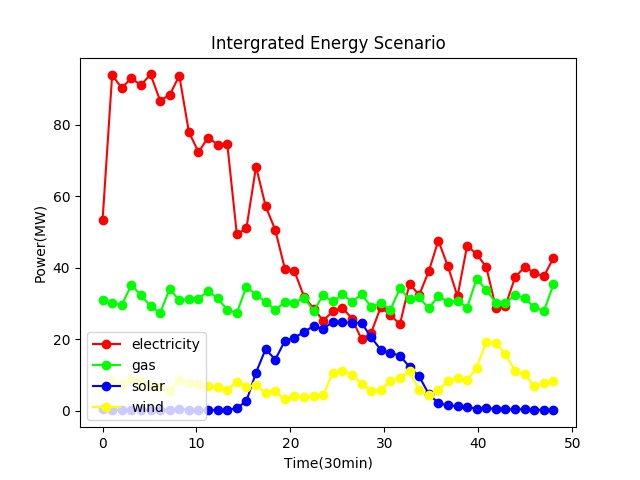 Intergrated Energy Scenario
Power(MW)
80
60
40
20
0
electricity
gas
solar
wind
0 10 20 30 40 50
Time(30min)